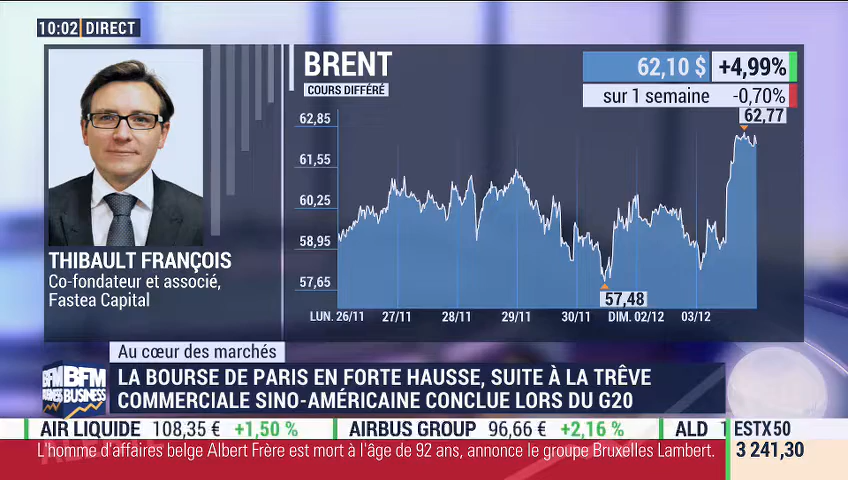 10:02 DIRECT
BRENT
COURS DIFFÉRÉ
62,10 $ +4,99%
sur 1 semaine -0,70%
62,77
62,85
61,55
60,25
58,95
57,65
57,48
LUN. 26/11 27/11 28/11 29/11 30/11 DIM. 02/12 03/12
THIBAULT FRANÇOIS
Co-fondateur et associé,
Fastea Capital
Au cœur des marchés
BFM BFM
BUSINESS BUSINESS
LA BOURSE DE PARIS EN FORTE HAUSSE, SUITE À LA TRÊVE
COMMERCIALE SINO-AMÉRICAINE CONCLUE LORS DU G20
AIR LIQUIDE 108,35 € +1,50 % AIRBUS GROUP 96,66 € +2,16 % ALD 1 ESTX50
L'homme d'affaires belge Albert Frère est mort à l'âge de 92 ans, annonce le groupe Bruxelles Lambert. 3 241,30